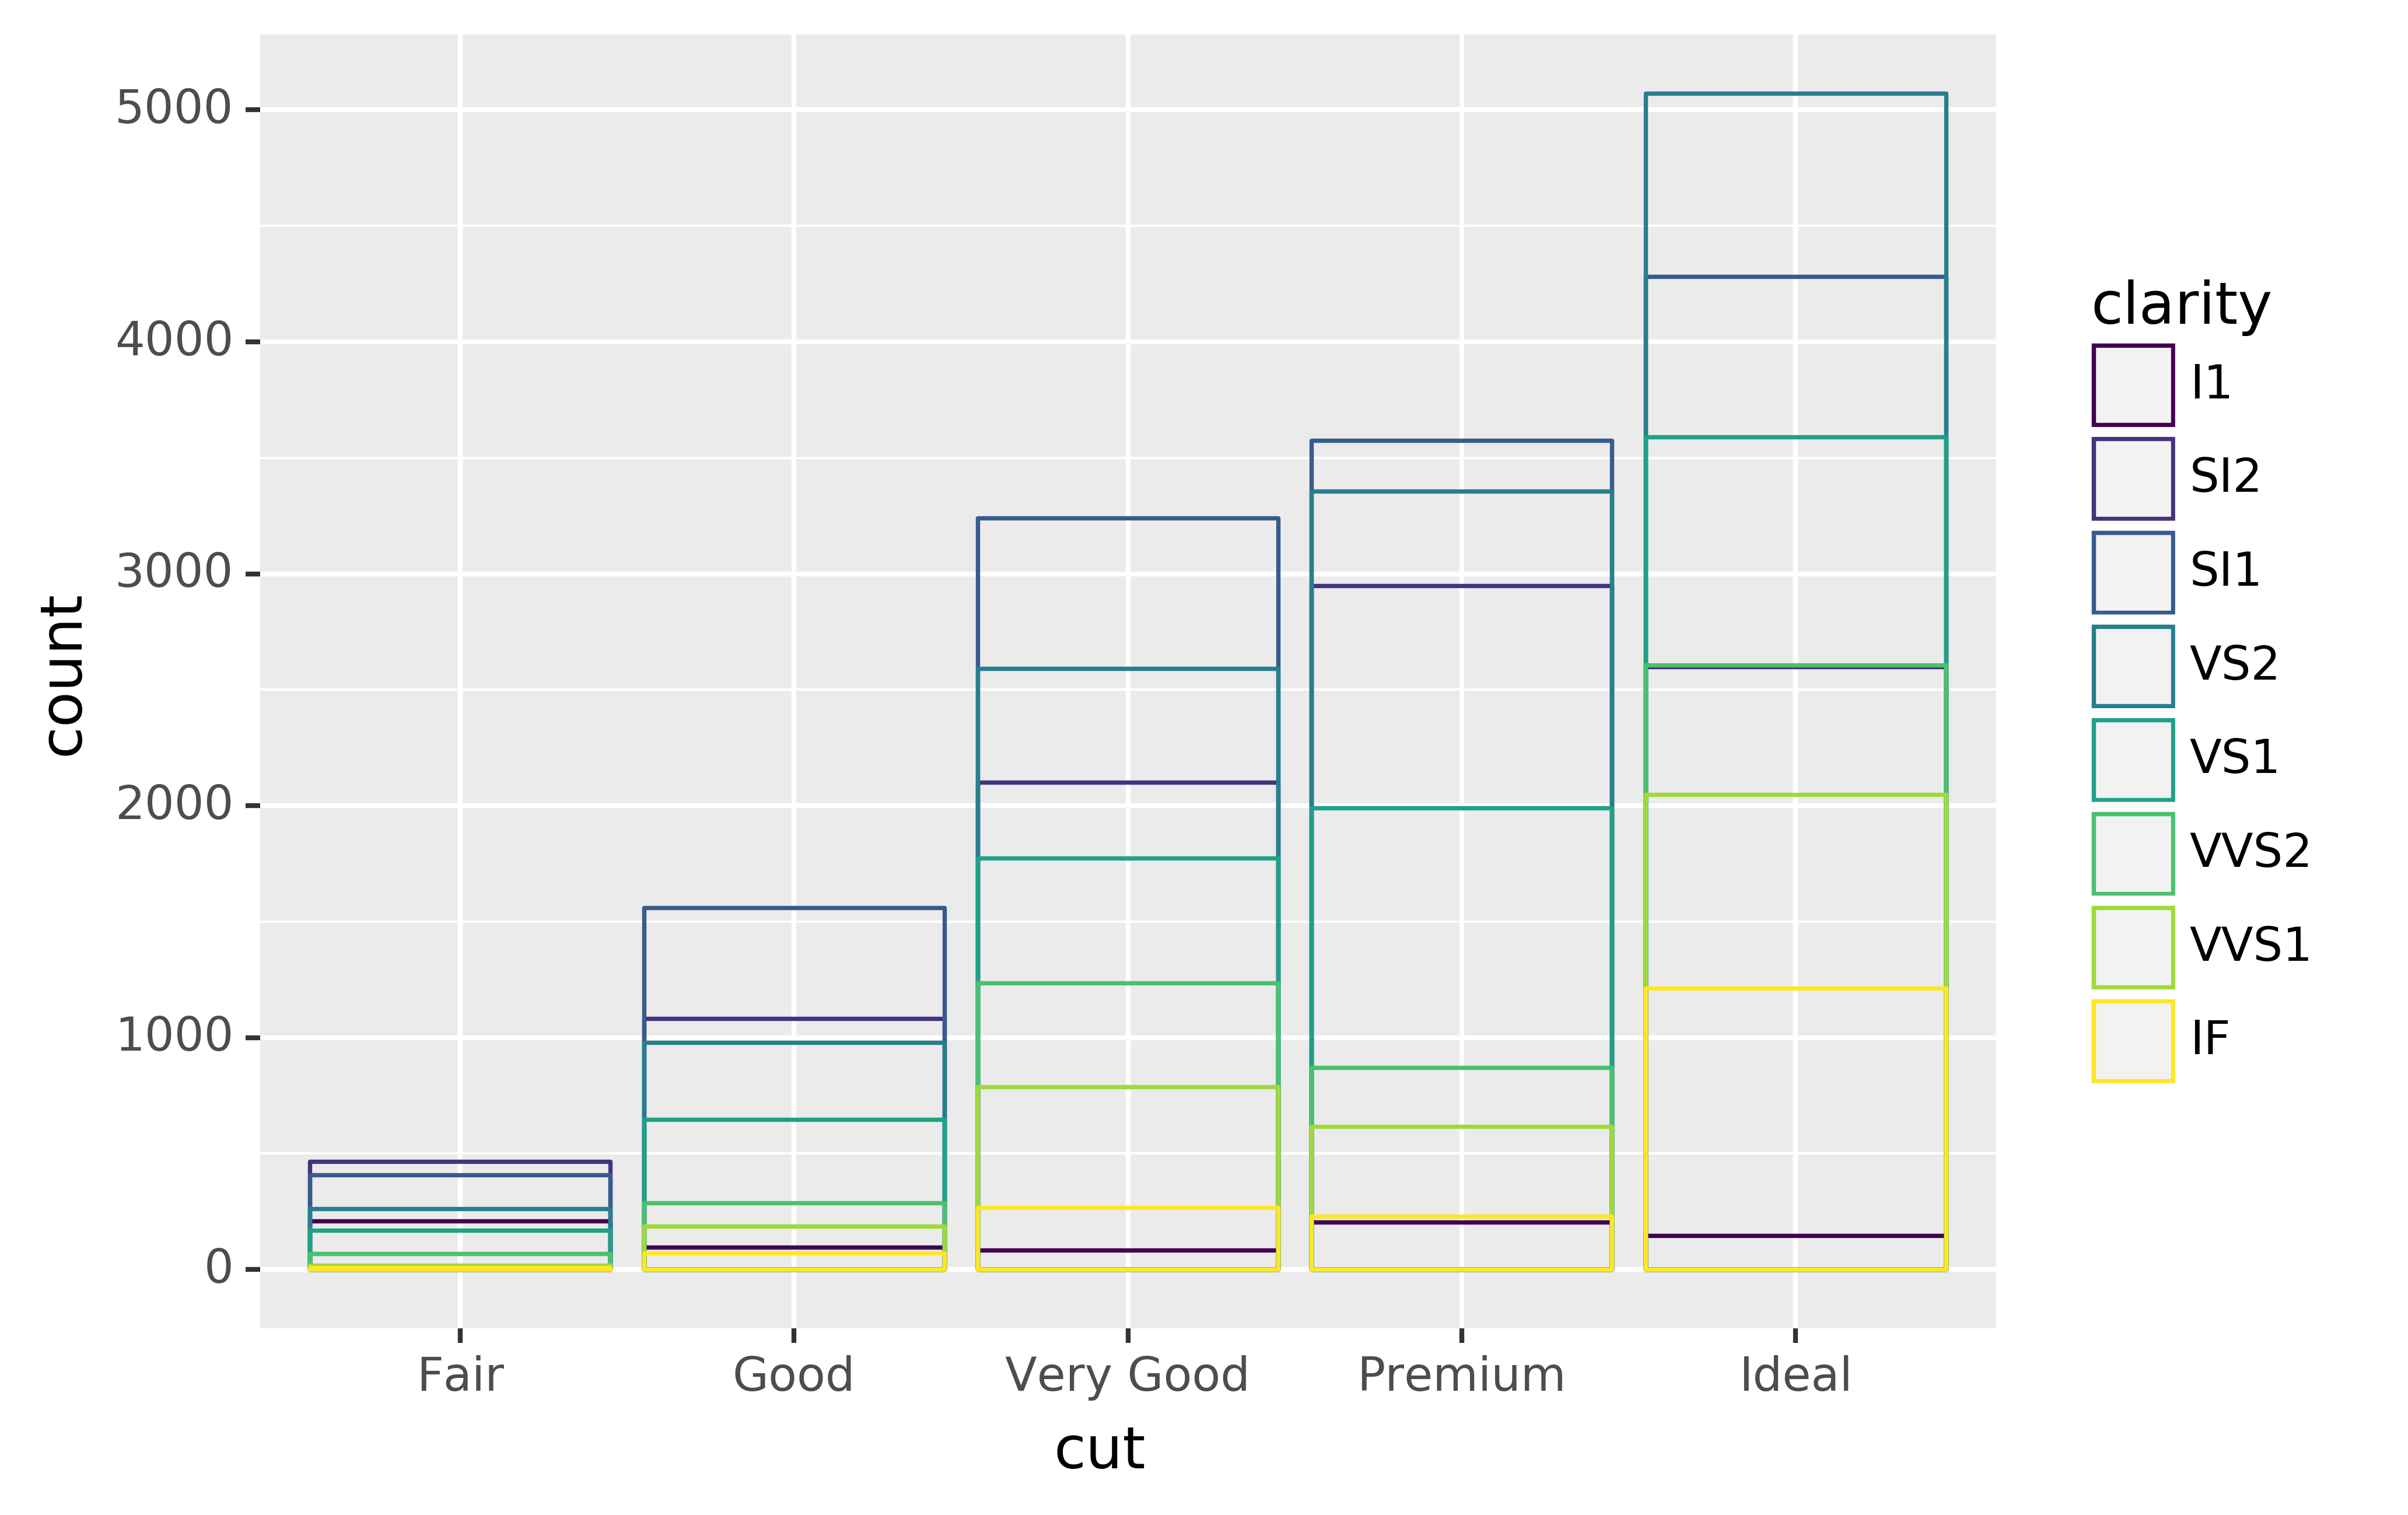 5000
4000
3000
2000
1000
0
count
Fair
Good
Very Good
Premium
Ideal
cut
clarity
I1
SI2
SI1
VS2
VS1
VVS2
VVS1
IF